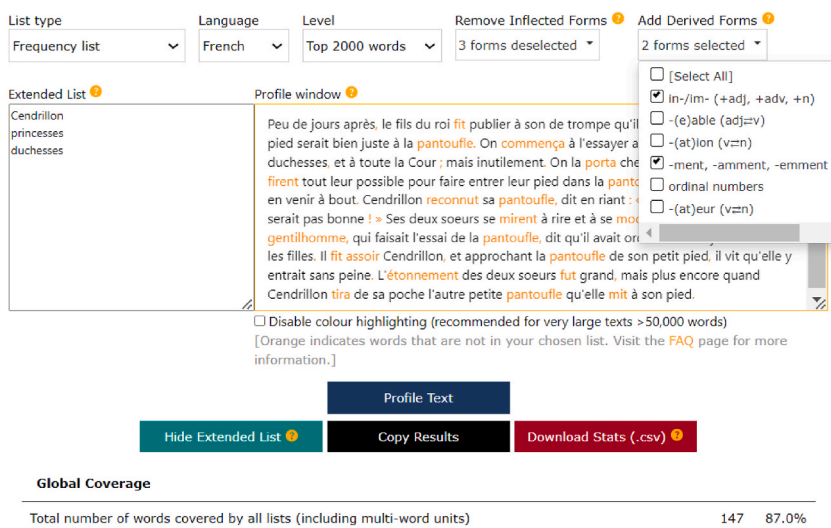 List type Language Level Remove Inflected Forms ? Add Derived Forms ?
Frequency list French Top 2000 words 3 forms deselected 2 forms selected
[Select All]
in-/im- (+adj, +adv, +n)
-(e)able (adj⇌v)
-(at)ion (v⇌n)
-ment, -amment, -emment
ordinal numbers
-(at)eur (v⇌n)
Extended List ? Profile window ?
Cendrillon
princesses
duchesses
Peu de jours après, le fils du roi fit publier à son de trompe qu'il
pied serait bien juste à la pantoufle. On commença à l'essayer a
duchesses, et à toute la Cour ; mais inutilement. On la porta che
firent tout leur possible pour faire entrer leur pied dans la panto
en venir à bout. Cendrillon reconnut sa pantoufle, dit en riant : «
serait pas bonne ! » Ses deux soeurs se mirent à rire et à se moq
gentilhomme, qui faisait l'essai de la pantoufle, dit qu'il avait or
les filles. Il fit assoir Cendrillon, et approchant la pantoufle de son petit pied, il vit qu'elle y
entrait sans peine. L'étonnement des deux soeurs fut grand, mais plus encore quand
Cendrillon tira de sa poche l'autre petite pantoufle qu'elle mit à son pied.
Disable colour highlighting (recommended for very large texts >50,000 words)
[Orange indicates words that are not in your chosen list. Visit the FAQ page for more
information.]
Profile Text
Hide Extended List ? Copy Results Download Stats (.csv) ?
Global Coverage
Total number of words covered by all lists (including multi-word units) 147 87.0%